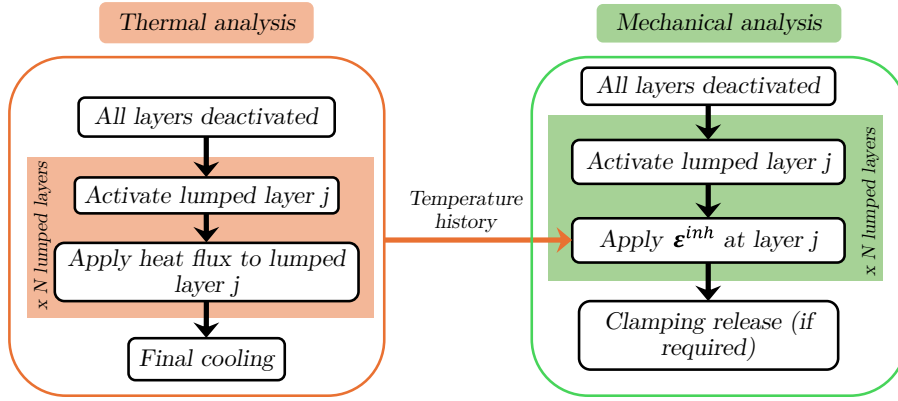 Thermal analysis
All layers deactivated
x N lumped layers
Activate lumped layer j
Apply heat flux to lumped
layer j
Final cooling
Temperature
history
Mechanical analysis
All layers deactivated
Activate lumped layer j
Apply ε^{inh} at layer j
x N lumped layers
Clamping release (if
required)